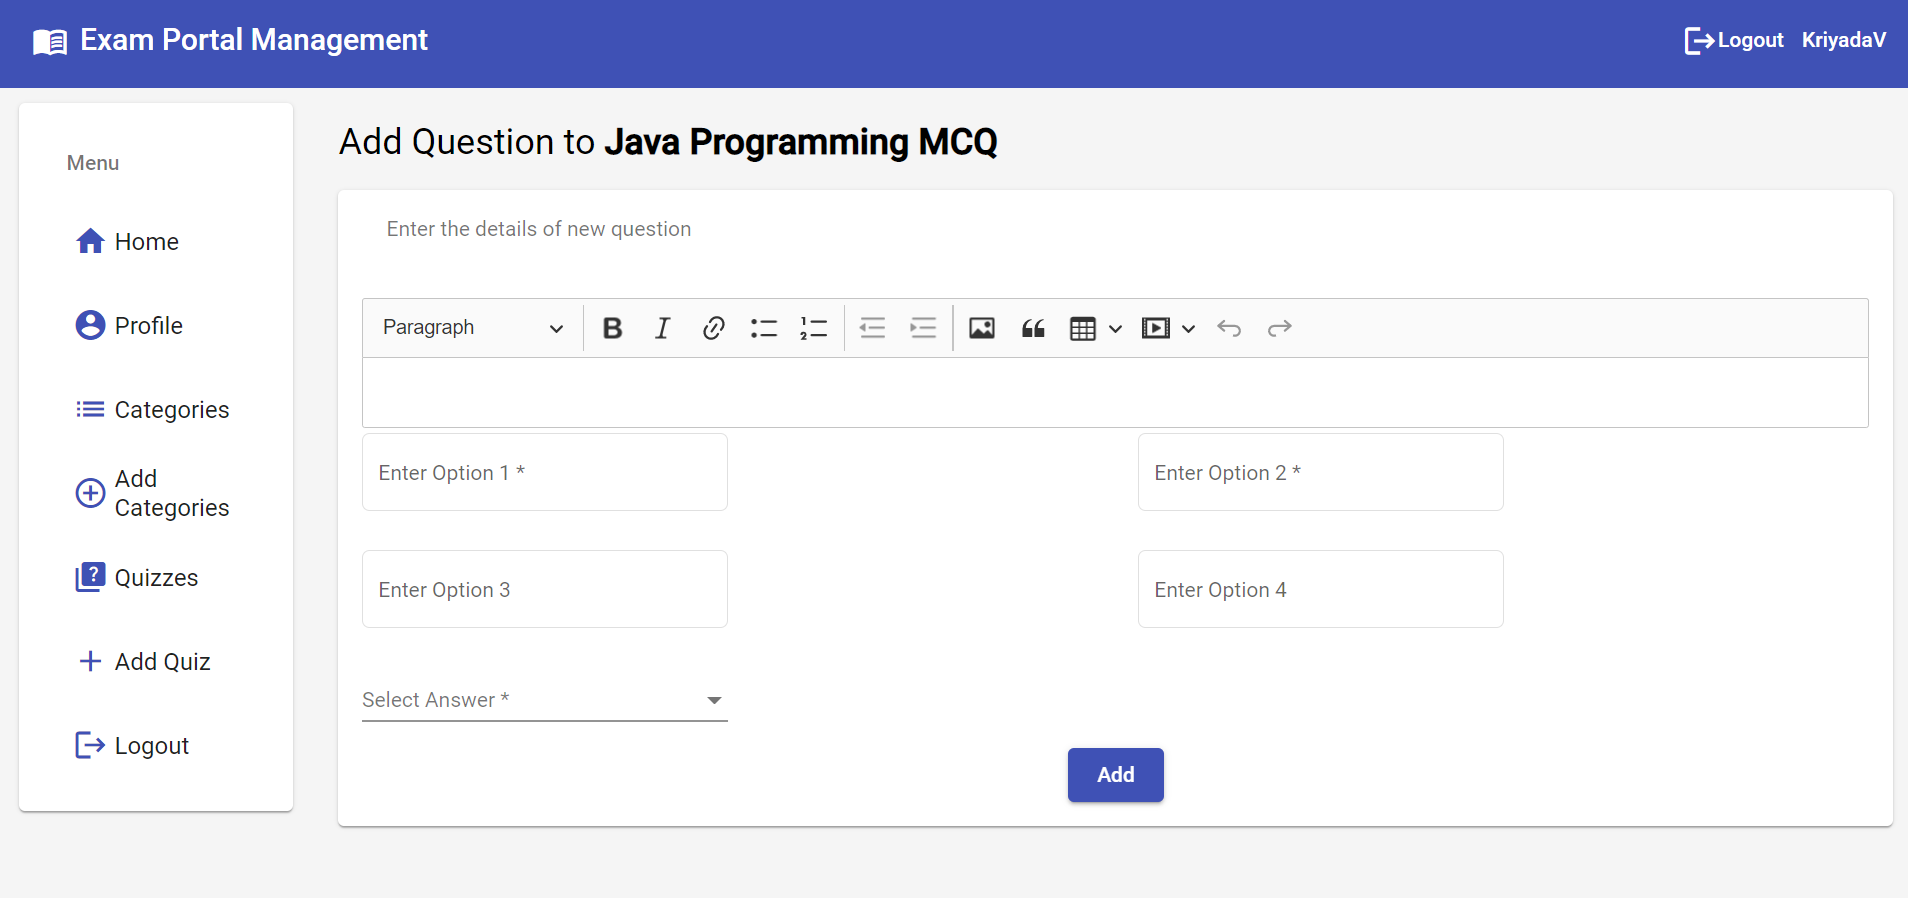 Exam Portal Management
Logout KriyadaV
Menu
Home
Profile
Categories
Add
Categories
Quizzes
Add Quiz
Logout
Add Question to Java Programming MCQ
Enter the details of new question
Paragraph
Enter Option 1 *
Enter Option 2 *
Enter Option 3
Enter Option 4
Select Answer *
Add